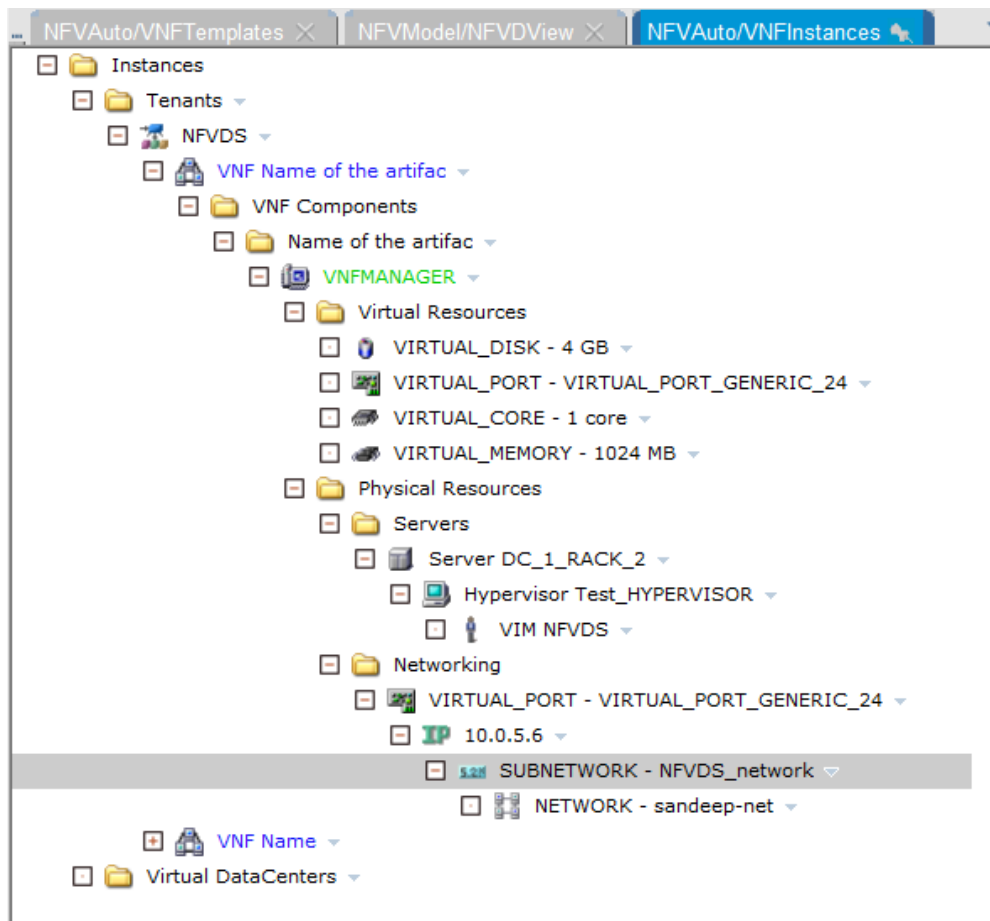 NFVAuto/VNFTemplates NFVModel/NFVDView NFVAuto/VNFInstances
Instances
Tenants
NFVDS
VNF Name of the artifac
VNF Components
Name of the artifac
VNFMANAGER
Virtual Resources
VIRTUAL_DISK - 4 GB
VIRTUAL_PORT - VIRTUAL_PORT_GENERIC_24
VIRTUAL_CORE - 1 core
VIRTUAL_MEMORY - 1024 MB
Physical Resources
Servers
Server DC_1_RACK_2
Hypervisor Test_HYPERVISOR
VIM NFVDS
Networking
VIRTUAL_PORT - VIRTUAL_PORT_GENERIC_24
IP 10.0.5.6
SUBNETWORK - NFVDS_network
NETWORK - sandeep-net
VNF Name
Virtual DataCenters